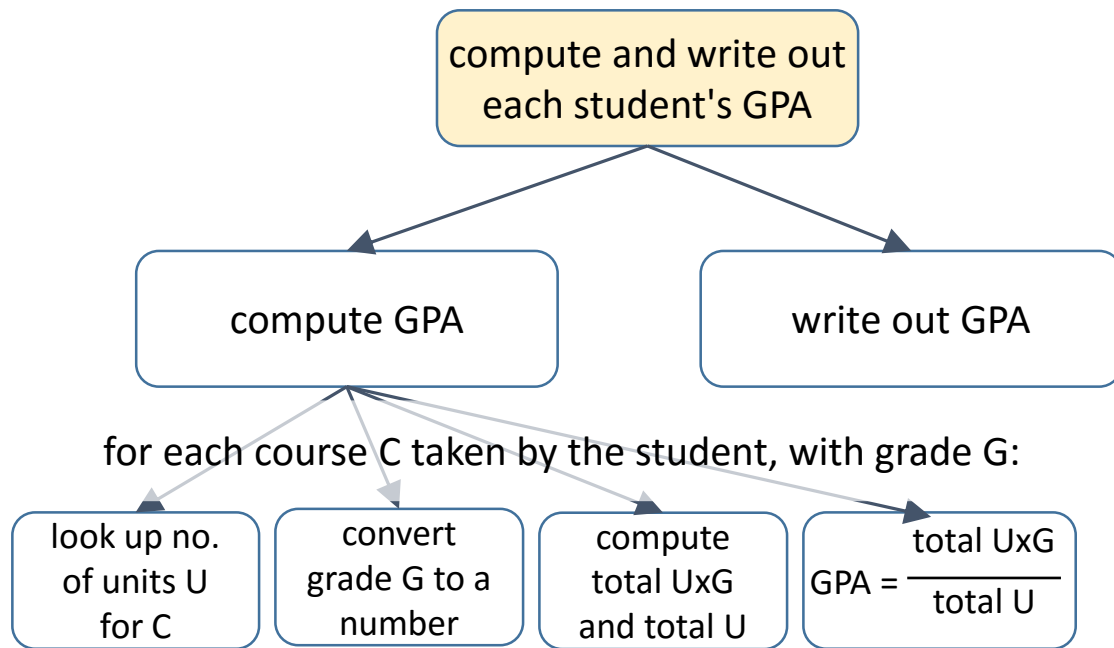 compute and write out
each student's GPA
compute GPA
write out GPA
for each course C taken by the student, with grade G:
look up no.
of units U
for C
convert
grade G to a
number
compute
total UxG
and total U
total UxG
GPA =
total U